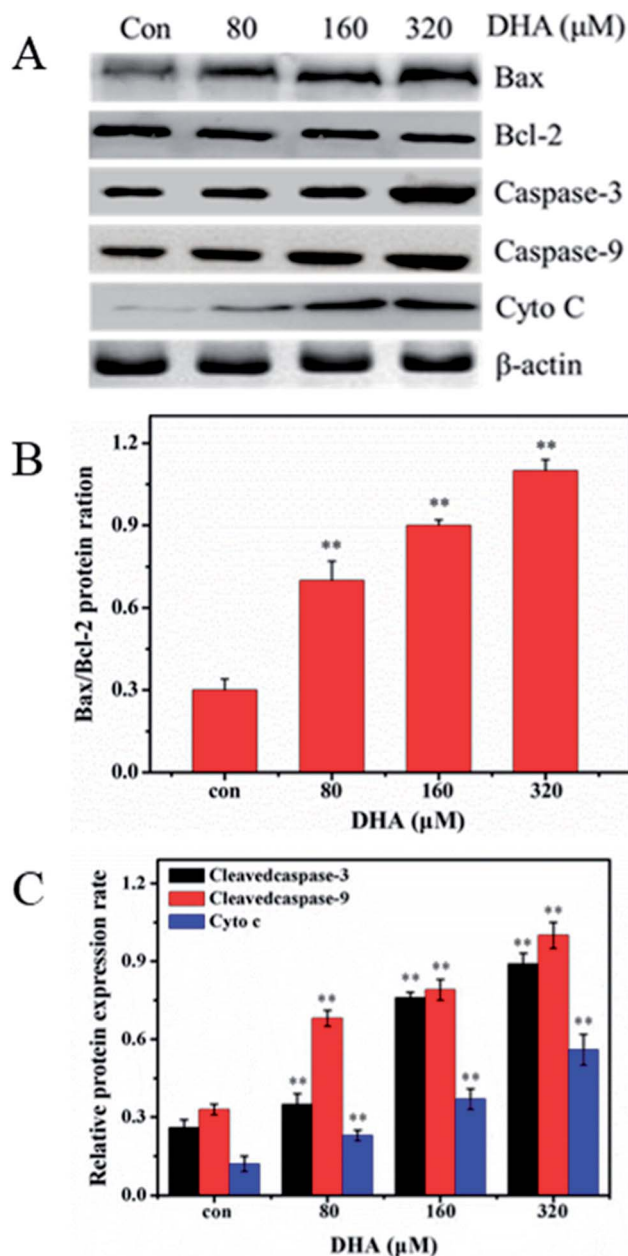 A
Con 80 160 320 DHA (µM)
Bax
Bcl-2
Caspase-3
Caspase-9
Cyto C
β-actin
B
Bax/Bcl-2 protein ration
1.2
0.9
0.6
0.3
0.0
** ** **
con 80 160 320
DHA (µM)
C
Relative protein expression rate
1.2
0.9
0.6
0.3
0.0
Cleavedcaspase-3
Cleavedcaspase-9
Cyto c
** ** ** ** ** ** ** ** **
con 80 160 320
DHA (µM)